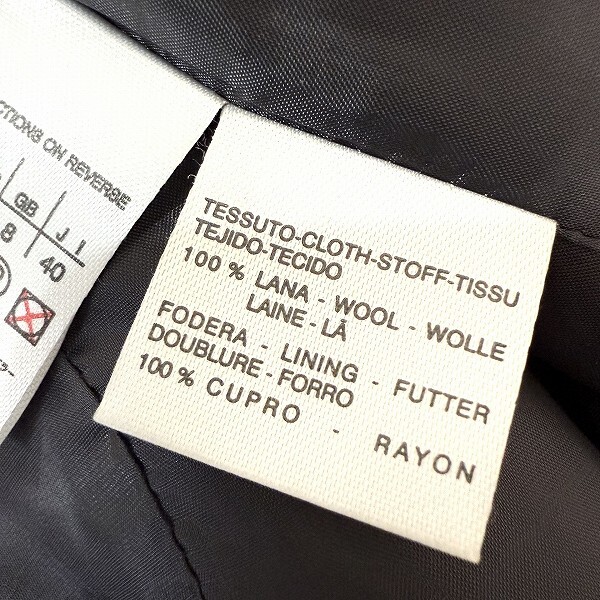 CTIONS ON REVERSE
GB
J I
8
40
TESSUTO-CLOTH-STOFF-TISSU
TEJIDO-TECIDO
100 % LANA - WOOL - WOLLE
LAINE - LÃ
FODERA - LINING - FUTTER
DOUBLURE - FORRO
100 % CUPRO - RAYON